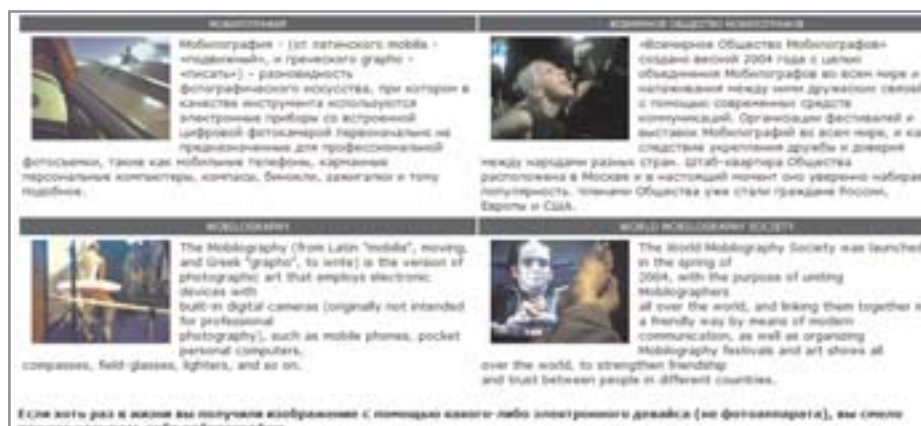 МОБИЛОГРАФИЯ
Мобилография - (от латинского mobile -
«подвижный», и греческого grapho -
«писать») - разновидность
фотографического искусства, при котором в
качестве инструмента используются
электронные приборы со встроенной
цифровой фотокамерой первоначально не
предназначенные для профессиональной
фотосъемки, такие как мобильные телефоны, карманные
персональные компьютеры, компасы, бинокли, зажигалки и тому
подобное.
ВСЕМИРНОЕ ОБЩЕСТВО МОБИЛОГРАФОВ
«Всемирное Общество Мобилографов»
создано весной 2004 года с целью
объединения Мобилографов во всем мире и
налаживания между ними дружеских связей
с помощью современных средств
коммуникаций. Организации фестивалей и
выставок Мобилографий во всем мире, и как
следствие укрепления дружбы и доверия
между народами разных стран. Штаб-квартира Общества
расположена в Москве и в настоящий момент оно уверенно набирает
популярность. Членами Общества уже стали граждане России,
Европы и США.
MOBILOGRAPHY
The Mobilography (from Latin "mobile", moving,
and Greek "grapho", to write) is the version of
photographic art that employs electronic
devices with
built-in digital cameras (originally not intended
for professional
photography), such as mobile phones, pocket
personal computers,
compasses, field-glasses, lighters, and so on.
WORLD MOBILOGRAPHY SOCIETY
The World Mobilography Society was launched
in the spring of
2004, with the purpose of uniting
Mobilographers
all over the world, and linking them together in
a friendly way by means of modern
communication, as well as organizing
Mobilography festivals and art shows all
over the world, to strengthen friendship
and trust between people in different countries.
Если хоть раз в жизни вы получили изображение с помощью какого-либо электронного девайса (не фотоаппарата), вы смело